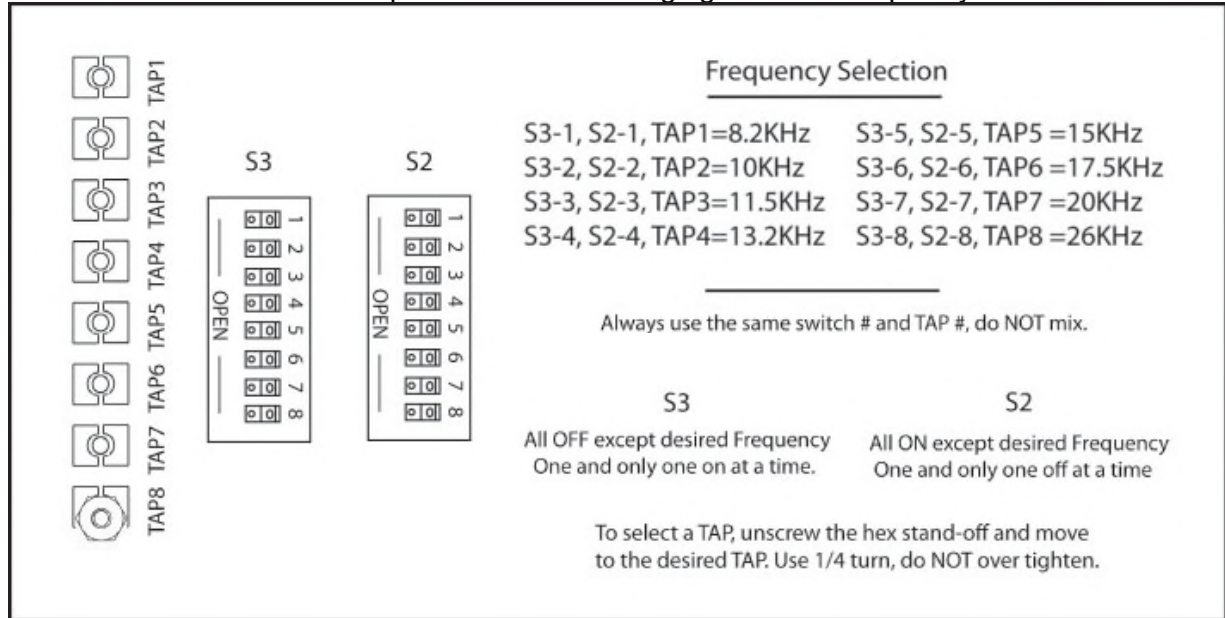 TAP1
TAP2
TAP3
TAP4
TAP5
TAP6
TAP7
TAP8
S3
OPEN
1
2
3
4
5
6
7
8
S2
OPEN
1
2
3
4
5
6
7
8
Frequency Selection
S3-1, S2-1, TAP1=8.2KHz
S3-2, S2-2, TAP2=10KHz
S3-3, S2-3, TAP3=11.5KHz
S3-4, S2-4, TAP4=13.2KHz
S3-5, S2-5, TAP5 =15KHz
S3-6, S2-6, TAP6 =17.5KHz
S3-7, S2-7, TAP7 =20KHz
S3-8, S2-8, TAP8 =26KHz
Always use the same switch # and TAP #, do NOT mix.
S3
All OFF except desired Frequency
One and only one on at a time.
S2
All ON except desired Frequency
One and only one off at a time
To select a TAP, unscrew the hex stand-off and move
to the desired TAP. Use 1/4 turn, do NOT over tighten.